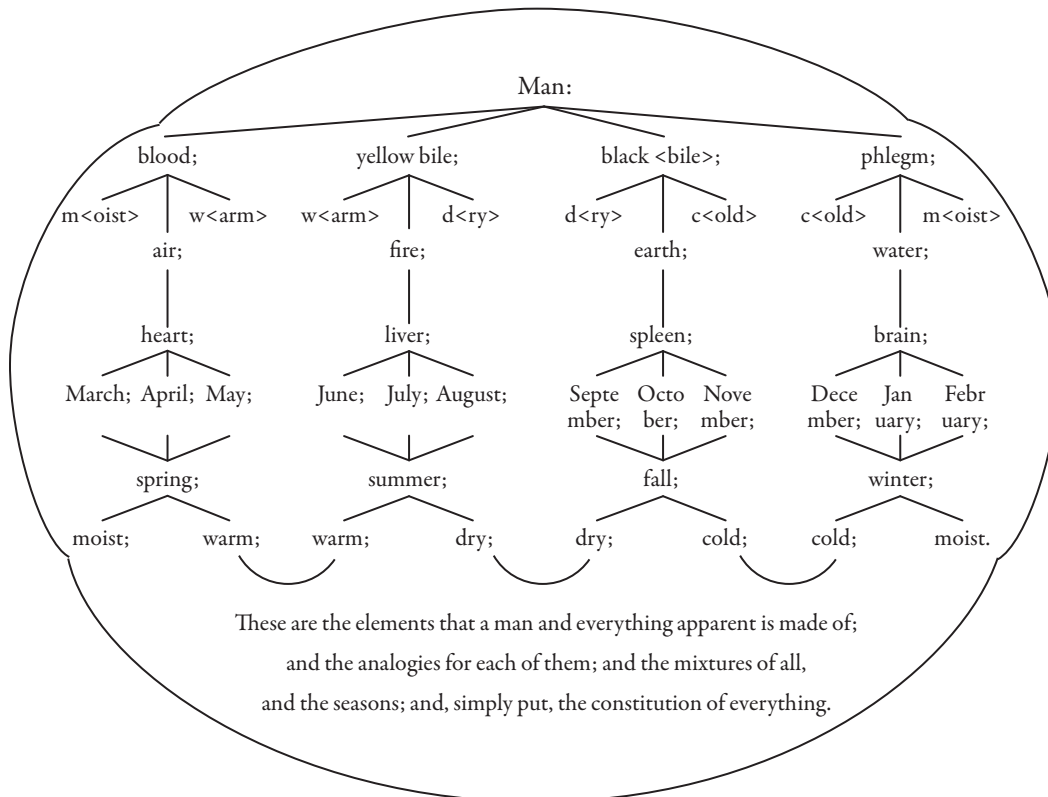 Man:
blood; yellow bile; black <bile>; phlegm;
m<oist> w<arm> w<arm> d<ry> d<ry> c<old> c<old> m<oist>
air; fire; earth; water;
heart; liver; spleen; brain;
March; April; May; June; July; August; Septe Octo Nove Dece Jan Febr
mber; ber; mber; mber; uary; uary;
spring; summer; fall; winter;
moist; warm; warm; dry; dry; cold; cold; moist.
These are the elements that a man and everything apparent is made of;
and the analogies for each of them; and the mixtures of all,
and the seasons; and, simply put, the constitution of everything.